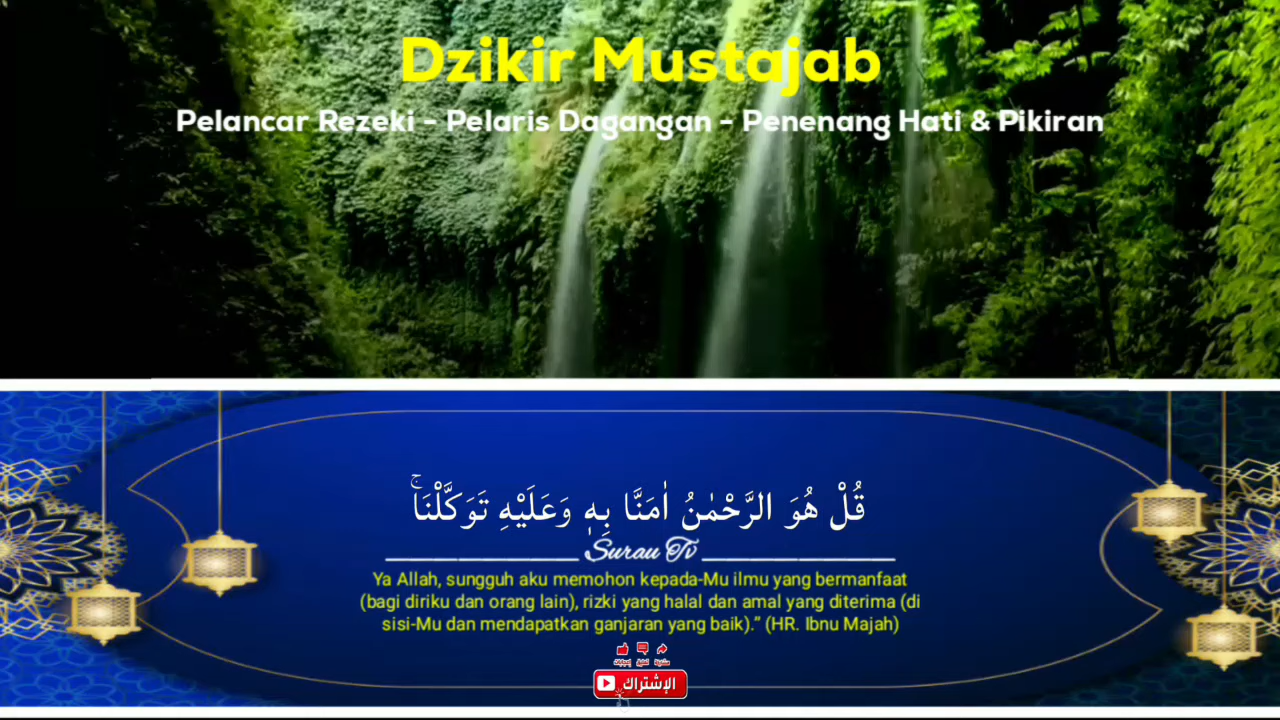 Dzikir Mustajab
Pelancar Rezeki - Pelaris Dagangan - Penenang Hati & Pikiran
قُلْ هُوَ الرَّحْمٰنُ اٰمَنَّا بِهٖ وَعَلَيْهِ تَوَكَّلْنَاۚ
Surau Tv
Ya Allah, sungguh aku memohon kepada-Mu ilmu yang bermanfaat
(bagi diriku dan orang lain), rizki yang halal dan amal yang diterima (di
sisi-Mu dan mendapatkan ganjaran yang baik).” (HR. Ibnu Majah)
الإشتراك